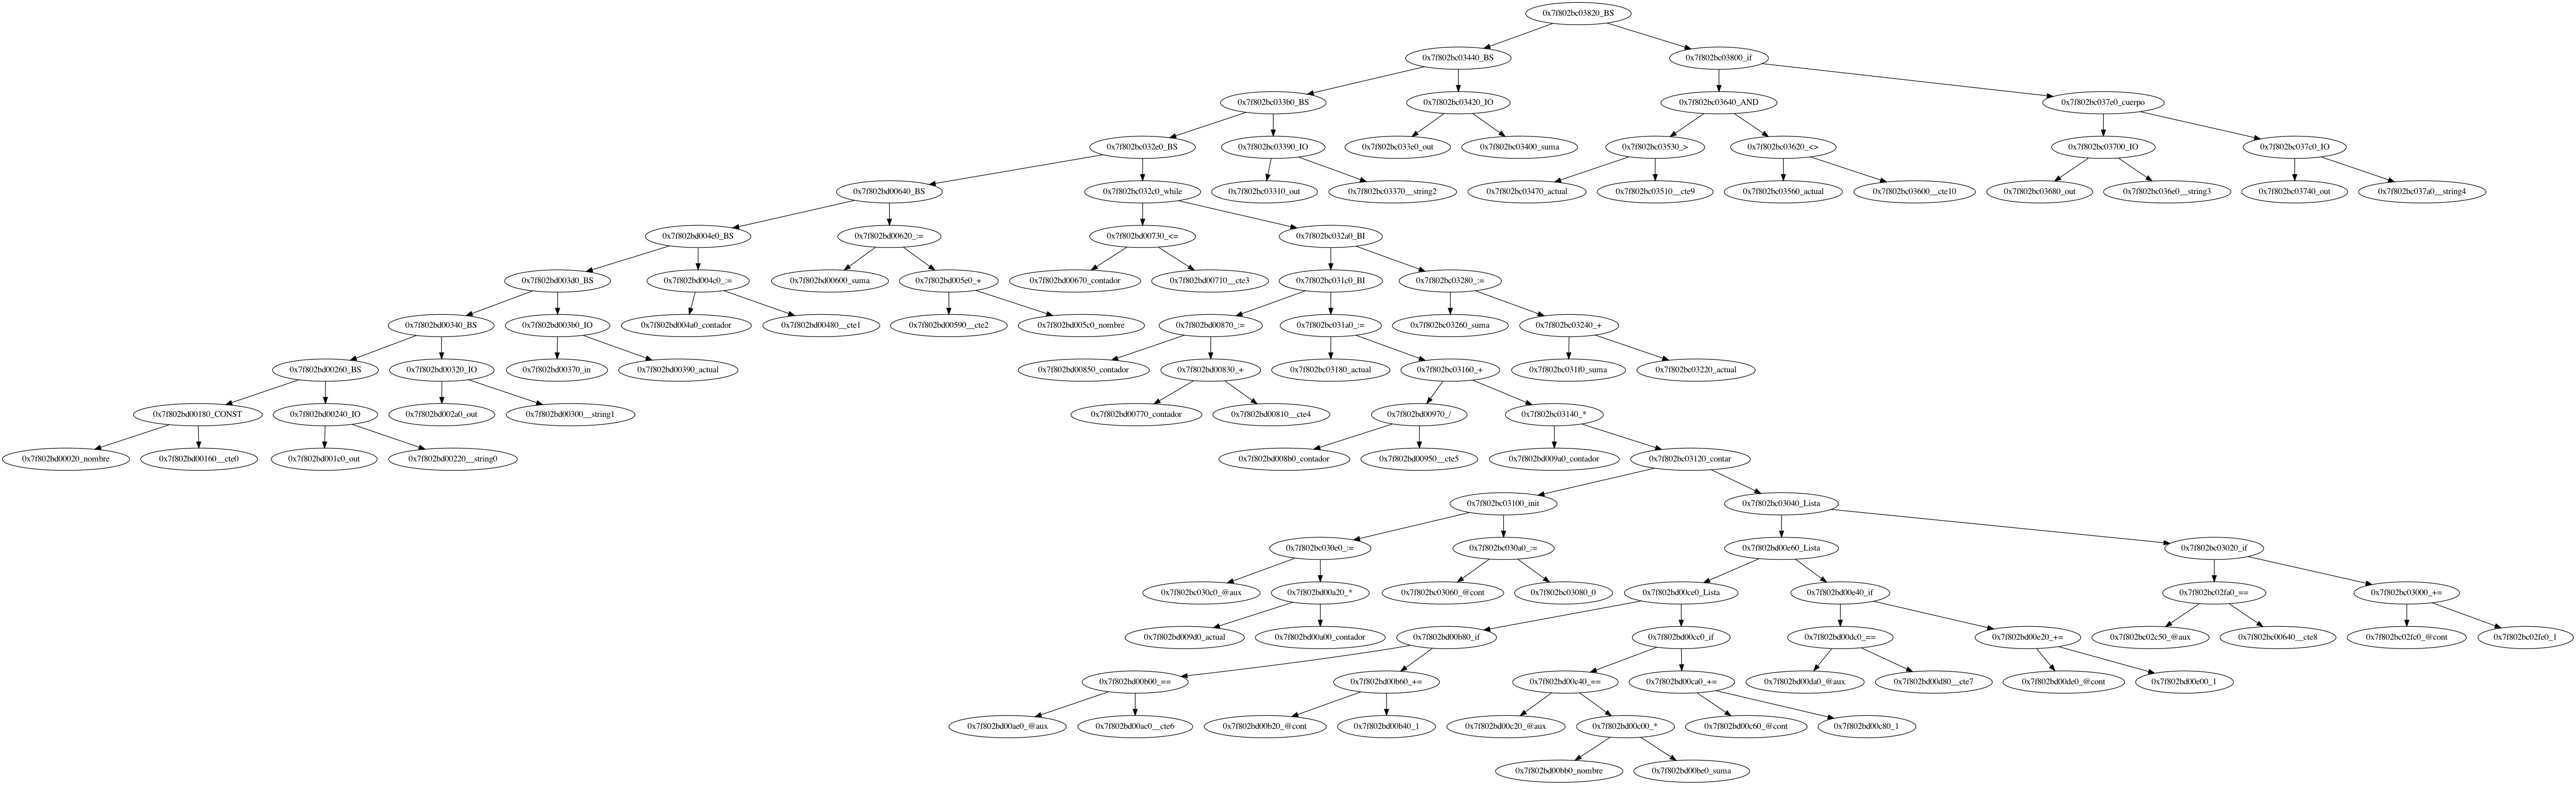 0x7f802bc03820_BS
0x7f802bc03440_BS 0x7f802bc03800_if
0x7f802bc033b0_BS 0x7f802bc03420_IO 0x7f802bc03640_AND 0x7f802bc037e0_cuerpo
0x7f802bc032e0_BS 0x7f802bc03390_IO 0x7f802bc033e0_out 0x7f802bc03400_suma 0x7f802bc03530_> 0x7f802bc03620_<> 0x7f802bc03700_IO 0x7f802bc037c0_IO
0x7f802bd00640_BS 0x7f802bc032c0_while 0x7f802bc03310_out 0x7f802bc03370__string2 0x7f802bc03470_actual 0x7f802bc03510__cte9 0x7f802bc03560_actual 0x7f802bc03600__cte10 0x7f802bc03680_out 0x7f802bc036e0__string3 0x7f802bc03740_out 0x7f802bc037a0__string4
0x7f802bd004e0_BS 0x7f802bd00620_:= 0x7f802bd00730_<= 0x7f802bc032a0_BI
0x7f802bd003d0_BS 0x7f802bd004c0_:= 0x7f802bd00600_suma 0x7f802bd005e0_+ 0x7f802bd00670_contador 0x7f802bd00710__cte3 0x7f802bc031c0_BI 0x7f802bc03280_:=
0x7f802bd00340_BS 0x7f802bd003b0_IO 0x7f802bd004a0_contador 0x7f802bd00480__cte1 0x7f802bd00590__cte2 0x7f802bd005c0_nombre 0x7f802bd00870_:= 0x7f802bc031a0_:= 0x7f802bc03260_suma 0x7f802bc03240_+
0x7f802bd00260_BS 0x7f802bd00320_IO 0x7f802bd00370_in 0x7f802bd00390_actual 0x7f802bd00850_contador 0x7f802bd00830_+ 0x7f802bc03180_actual 0x7f802bc03160_+ 0x7f802bc031f0_suma 0x7f802bc03220_actual
0x7f802bd00180_CONST 0x7f802bd00240_IO 0x7f802bd002a0_out 0x7f802bd00300__string1 0x7f802bd00770_contador 0x7f802bd00810__cte4 0x7f802bd00970_/ 0x7f802bc03140_*
0x7f802bd00020_nombre 0x7f802bd00160__cte0 0x7f802bd001c0_out 0x7f802bd00220__string0 0x7f802bd008b0_contador 0x7f802bd00950__cte5 0x7f802bd009a0_contador 0x7f802bc03120_contar
0x7f802bc03100_init 0x7f802bc03040_Lista
0x7f802bc030e0_:= 0x7f802bc030a0_:= 0x7f802bd00e60_Lista 0x7f802bc03020_if
0x7f802bc030c0_@aux 0x7f802bd00a20_* 0x7f802bc03060_@cont 0x7f802bc03080_0 0x7f802bd00ce0_Lista 0x7f802bd00e40_if 0x7f802bc02fa0_== 0x7f802bc03000_+=
0x7f802bd009d0_actual 0x7f802bd00a00_contador 0x7f802bd00b80_if 0x7f802bd00cc0_if 0x7f802bd00dc0_== 0x7f802bd00e20_+= 0x7f802bc02c50_@aux 0x7f802bc00640__cte8 0x7f802bc02fc0_@cont 0x7f802bc02fe0_1
0x7f802bd00b00_== 0x7f802bd00b60_+= 0x7f802bd00c40_== 0x7f802bd00ca0_+= 0x7f802bd00da0_@aux 0x7f802bd00d80__cte7 0x7f802bd00de0_@cont 0x7f802bd00e00_1
0x7f802bd00ae0_@aux 0x7f802bd00ac0__cte6 0x7f802bd00b20_@cont 0x7f802bd00b40_1 0x7f802bd00c20_@aux 0x7f802bd00c00_* 0x7f802bd00c60_@cont 0x7f802bd00c80_1
0x7f802bd00bb0_nombre 0x7f802bd00be0_suma